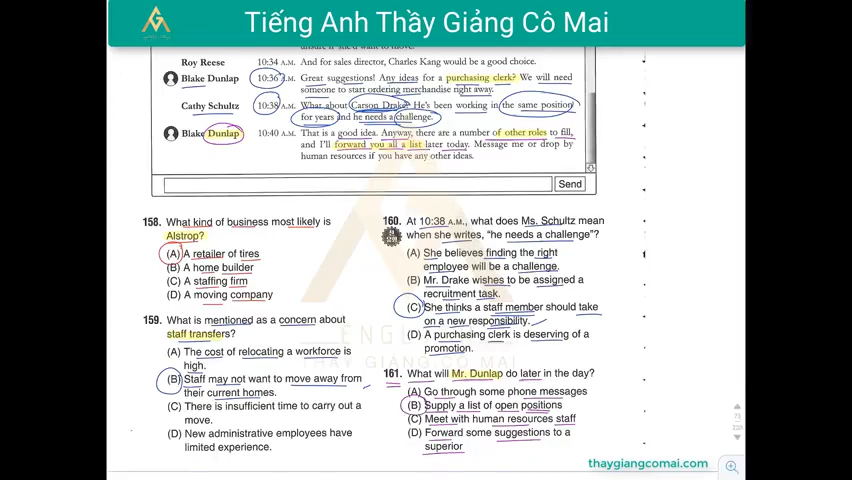 Tiếng Anh Thầy Giảng Cô Mai
Roy Reese 10:34 A.M. And for sales director, Charles Kang would be a good choice.
Blake Dunlap 10:36 A.M. Great suggestions! Any ideas for a purchasing clerk? We will need
someone to start ordering merchandise right away.
Cathy Schultz 10:38 A.M. What about Carson Drake? He's been working in the same position
for years and he needs a challenge.
Blake Dunlap 10:40 A.M. That is a good idea. Anyway, there are a number of other roles to fill,
and I'll forward you all a list later today. Message me or drop by
human resources if you have any other ideas.
Send
158. What kind of business most likely is
Alstrop?
(A) A retailer of tires
(B) A home builder
(C) A staffing firm
(D) A moving company
159. What is mentioned as a concern about
staff transfers?
(A) The cost of relocating a workforce is
high.
(B) Staff may not want to move away from
their current homes.
(C) There is insufficient time to carry out a
move.
(D) New administrative employees have
limited experience.
160. At 10:38 A.M., what does Ms. Schultz mean
when she writes, "he needs a challenge"?
(A) She believes finding the right
employee will be a challenge.
(B) Mr. Drake wishes to be assigned a
recruitment task.
(C) She thinks a staff member should take
on a new responsibility.
(D) A purchasing clerk is deserving of a
promotion.
161. What will Mr. Dunlap do later in the day?
(A) Go through some phone messages
(B) Supply a list of open positions
(C) Meet with human resources staff
(D) Forward some suggestions to a
superior
THẦY GIẢNG CÔ MAI
thaygiangcomai.com